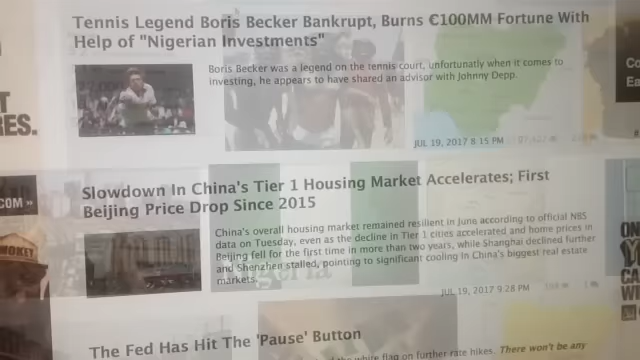 Tennis Legend Boris Becker Bankrupt, Burns €100MM Fortune With
Help of "Nigerian Investments"
Boris Becker was a legend on the tennis court, unfortunatly when it comes to
investing, he appears to have shared an advisor with Johnny Depp.
JUL 19, 2017 8:15 PM
ES.
Co
Ea
Slowdown In China's Tier 1 Housing Market Accelerates; First
Beijing Price Drop Since 2015
COM »
China's overall housing market remained resilient in June according to official NBS
data on Tuesday, even as the decline in Tier 1 cities accelerated and home prices in
Beijing fell for the first time in more than two years, while Shanghai declined further
and Shenzhen stalled, pointing to significant cooling in China's biggest real estate
markets.
Nigeria
JUL 19, 2017 9:28 PM
ON
CA
The Fed Has Hit The 'Pause' Button
white flag on further rate hikes. There won't be any